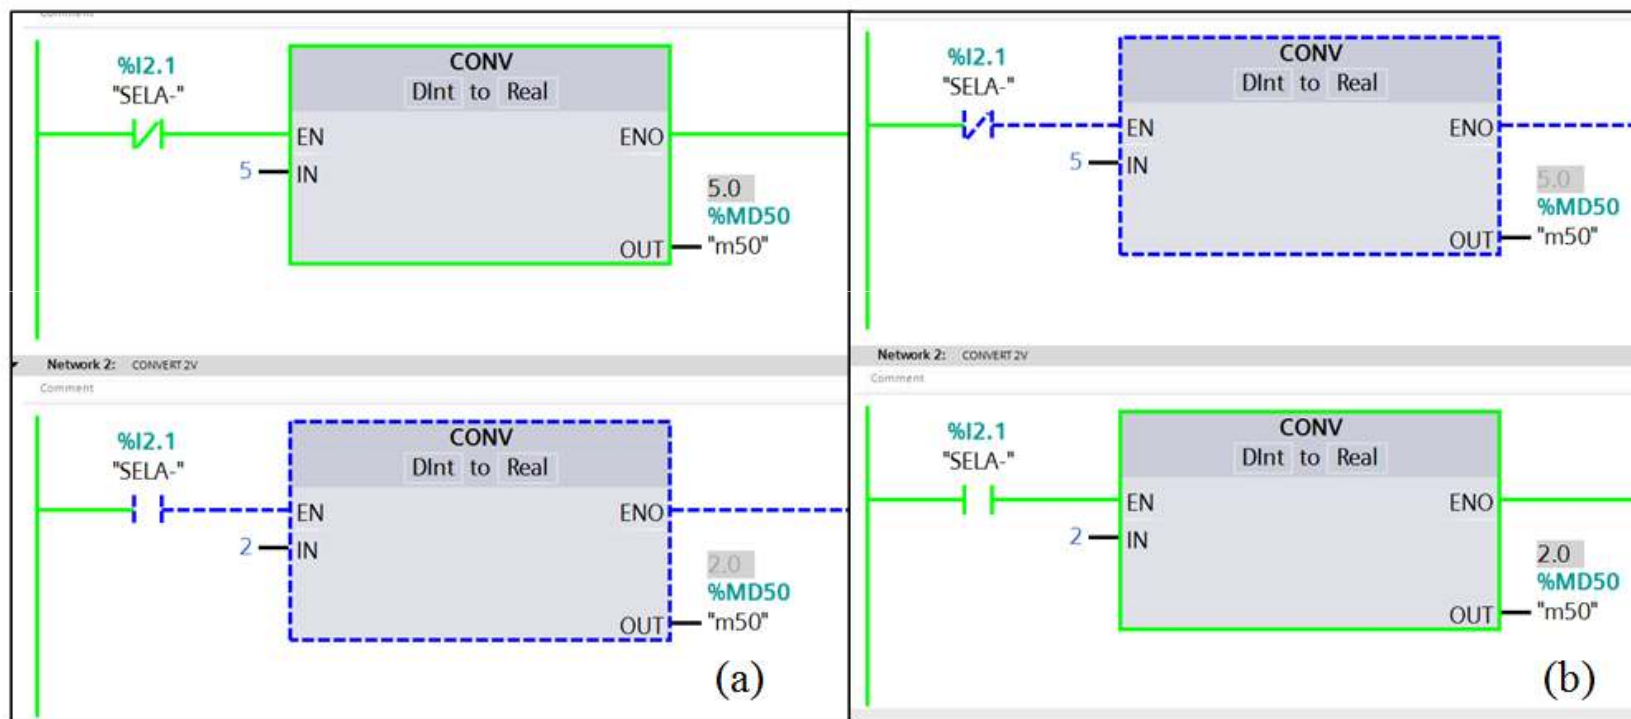 Comment
%I2.1
"SELA-"
CONV
DInt to Real
EN
ENO
5
IN
5.0
%MD50
OUT
"m50"
Network 2: CONVERT 2V
Comment
%I2.1
"SELA-"
CONV
DInt to Real
EN
ENO
2
IN
2.0
%MD50
OUT
"m50"
(a)
%I2.1
"SELA-"
CONV
DInt to Real
EN
ENO
5
IN
5.0
%MD50
OUT
"m50"
Network 2: CONVERT 2V
Comment
%I2.1
"SELA-"
CONV
DInt to Real
EN
ENO
2
IN
2.0
%MD50
OUT
"m50"
(b)